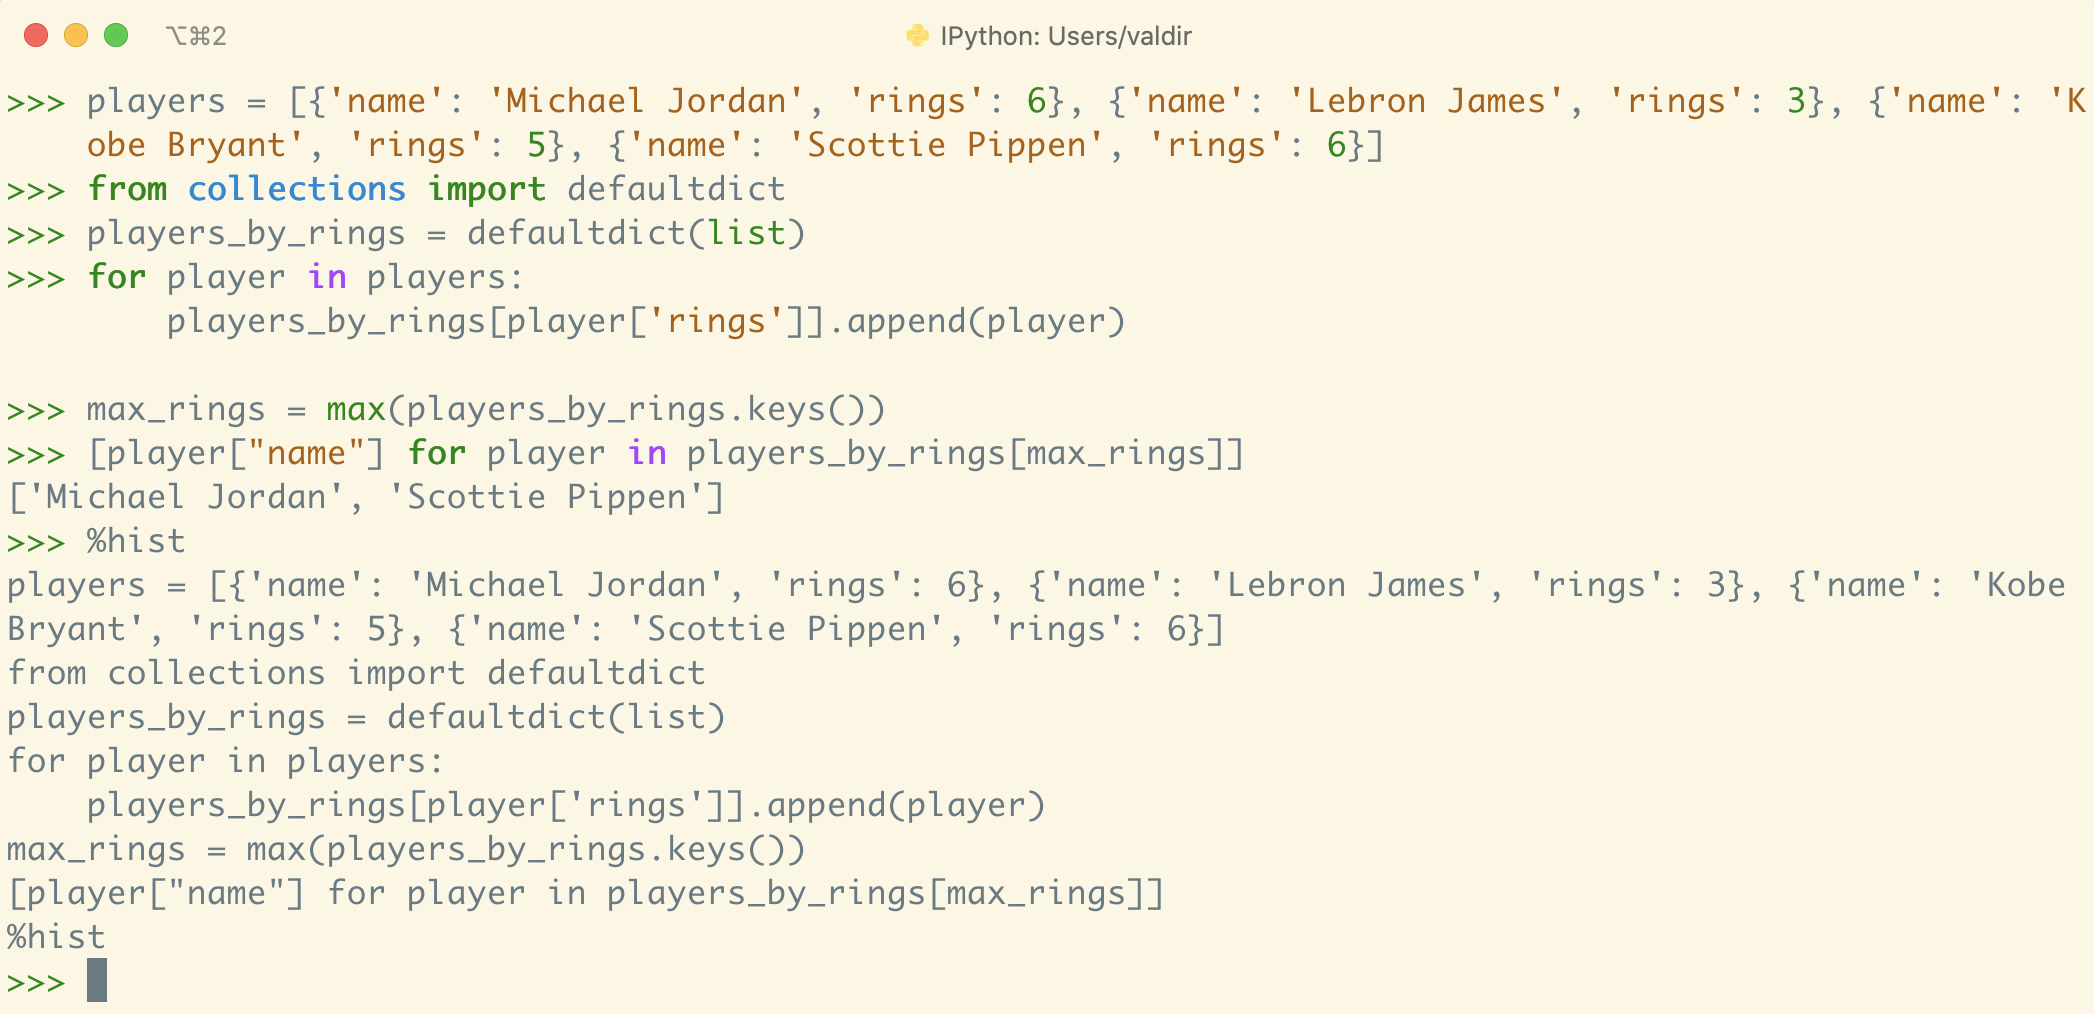 ⌥⌘2
IPython: Users/valdir
>>> players = [{'name': 'Michael Jordan', 'rings': 6}, {'name': 'Lebron James', 'rings': 3}, {'name': 'K
    obe Bryant', 'rings': 5}, {'name': 'Scottie Pippen', 'rings': 6}]
>>> from collections import defaultdict
>>> players_by_rings = defaultdict(list)
>>> for player in players:
        players_by_rings[player['rings']].append(player)
>>> max_rings = max(players_by_rings.keys())
>>> [player["name"] for player in players_by_rings[max_rings]]
['Michael Jordan', 'Scottie Pippen']
>>> %hist
players = [{'name': 'Michael Jordan', 'rings': 6}, {'name': 'Lebron James', 'rings': 3}, {'name': 'Kobe
Bryant', 'rings': 5}, {'name': 'Scottie Pippen', 'rings': 6}]
from collections import defaultdict
players_by_rings = defaultdict(list)
for player in players:
    players_by_rings[player['rings']].append(player)
max_rings = max(players_by_rings.keys())
[player["name"] for player in players_by_rings[max_rings]]
%hist
>>>